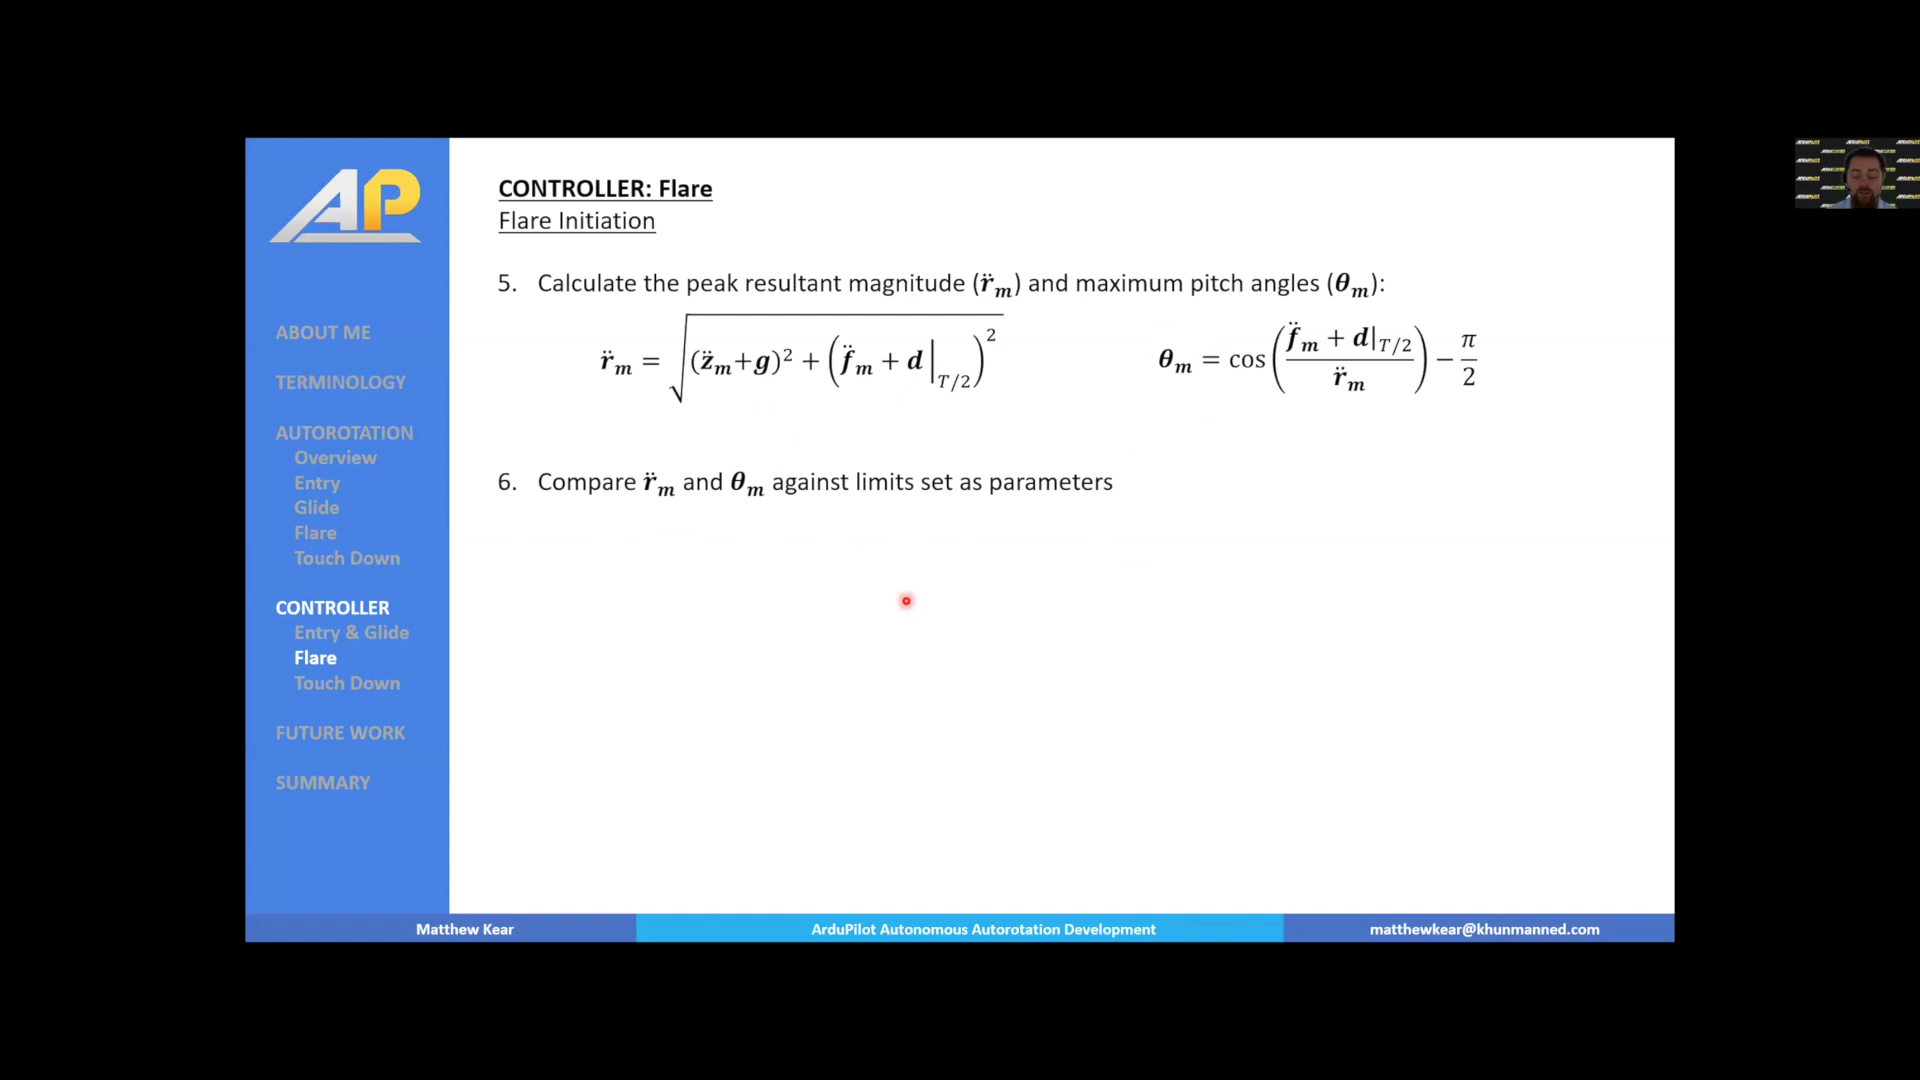 AP
ABOUT ME
TERMINOLOGY
AUTOROTATION
Overview
Entry
Glide
Flare
Touch Down
CONTROLLER
Entry & Glide
Flare
Touch Down
FUTURE WORK
SUMMARY
CONTROLLER: Flare
Flare Initiation
5. Calculate the peak resultant magnitude (r̈ₘ) and maximum pitch angles (θₘ):
r̈ₘ = √((z̈ₘ+g)² + (f̈ₘ + d|_T/2)²)
θₘ = cos((f̈ₘ + d|_T/2)/r̈ₘ) − π/2
6. Compare r̈ₘ and θₘ against limits set as parameters
Matthew Kear
ArduPilot Autonomous Autorotation Development
matthewkear@khunmanned.com